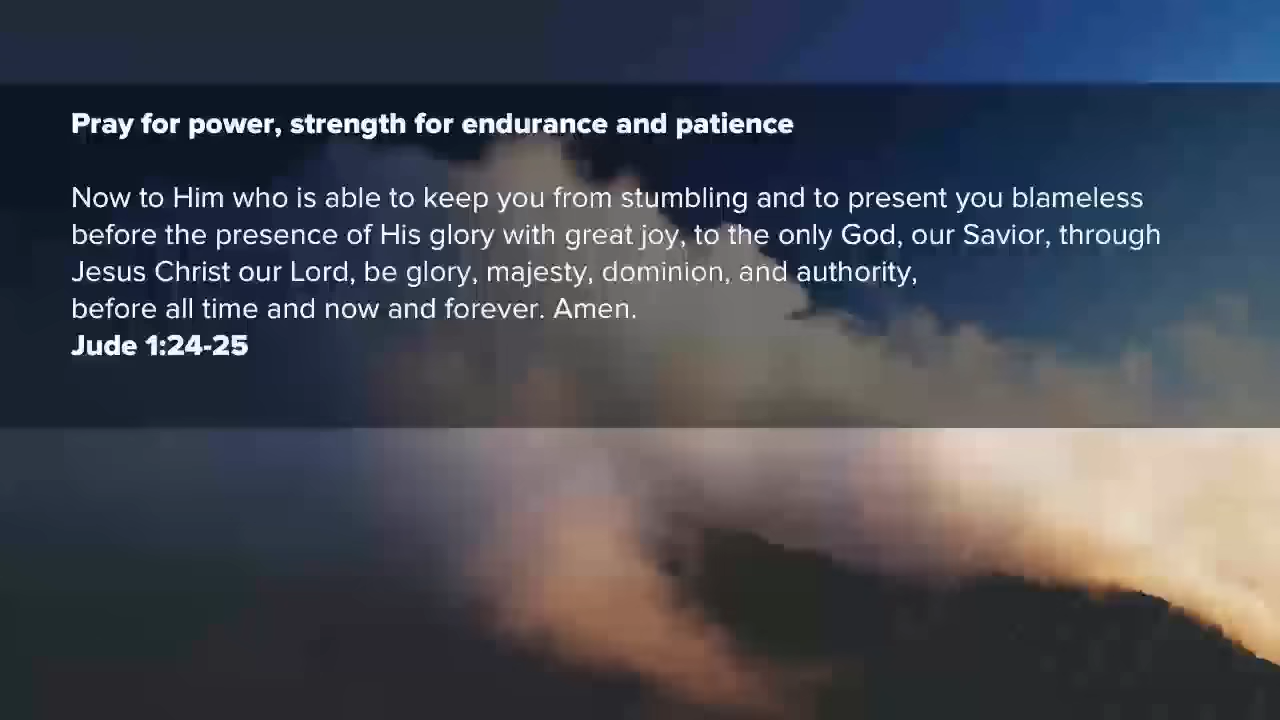 Pray for power, strength for endurance and patience
Now to Him who is able to keep you from stumbling and to present you blameless
before the presence of His glory with great joy, to the only God, our Savior, through
Jesus Christ our Lord, be glory, majesty, dominion, and authority,
before all time and now and forever. Amen.
Jude 1:24-25